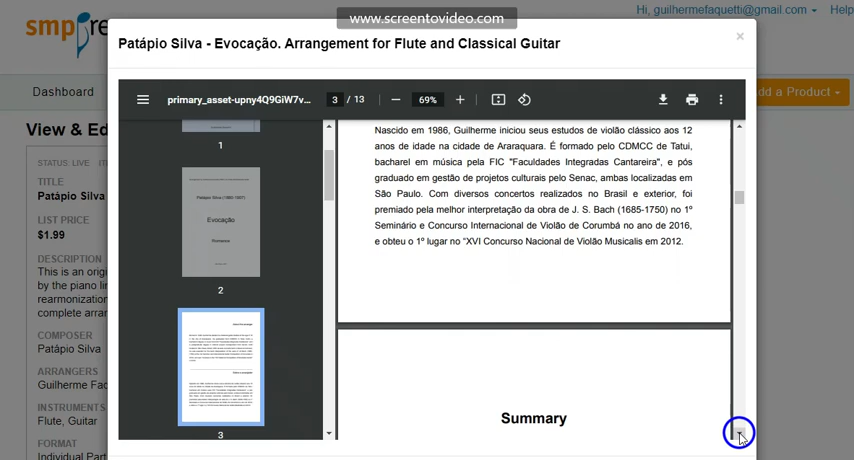 www.screentovideo.com
Hi, guilhermefaquetti@gmail.com
Help
smp
re
Patápio Silva - Evocação. Arrangement for Flute and Classical Guitar
×
Dashboard
dd a Product
primary_asset-upny4Q9GiW7v...
3 / 13
69%
View & Ed
STATUS: LIVE
TITLE
Patápio Silva
LIST PRICE
$1.99
DESCRIPTION
This is an origi
by the piano lin
rearmonization
complete arran
COMPOSER
Patápio Silva
ARRANGERS
Guilherme Faq
INSTRUMENTS
Flute, Guitar
FORMAT
Individual Part
1
Patápio Silva (1880-1907)
Evocação
Romance
2
3
Nascido em 1986, Guilherme iniciou seus estudos de violão clássico aos 12
anos de idade na cidade de Araraquara. É formado pelo CDMCC de Tatui,
bacharel em música pela FIC "Faculdades Integradas Cantareira", e pós
graduado em gestão de projetos culturais pelo Senac, ambas localizadas em
São Paulo. Com diversos concertos realizados no Brasil e exterior, foi
premiado pela melhor interpretação da obra de J. S. Bach (1685-1750) no 1º
Seminário e Concurso Internacional de Violão de Corumbá no ano de 2016,
e obteu o 1º lugar no "XVI Concurso Nacional de Violão Musicalis em 2012.
Summary